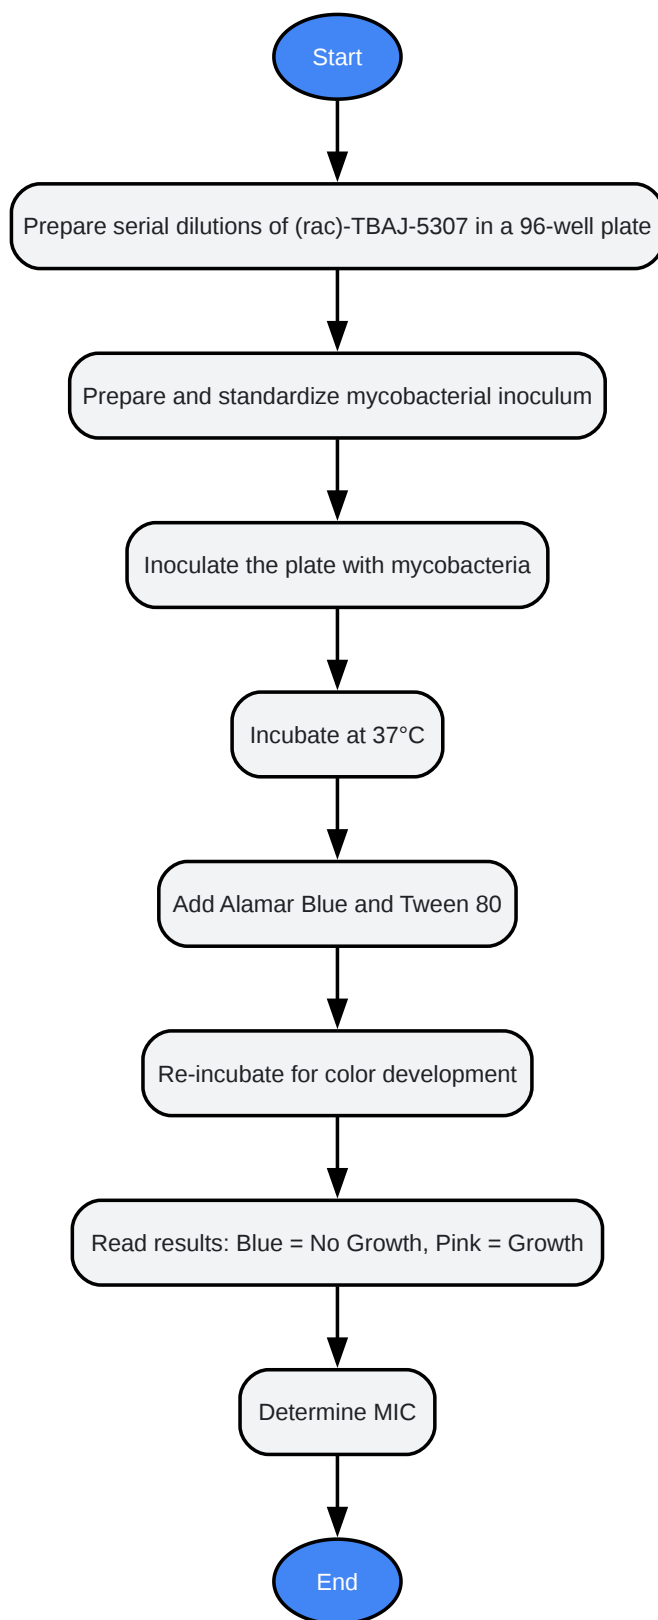 Start
Prepare serial dilutions of (rac)-TBAJ-5307 in a 96-well plate
Prepare and standardize mycobacterial inoculum
Inoculate the plate with mycobacteria
Incubate at 37°C
Add Alamar Blue and Tween 80
Re-incubate for color development
Read results: Blue = No Growth, Pink = Growth
Determine MIC
End